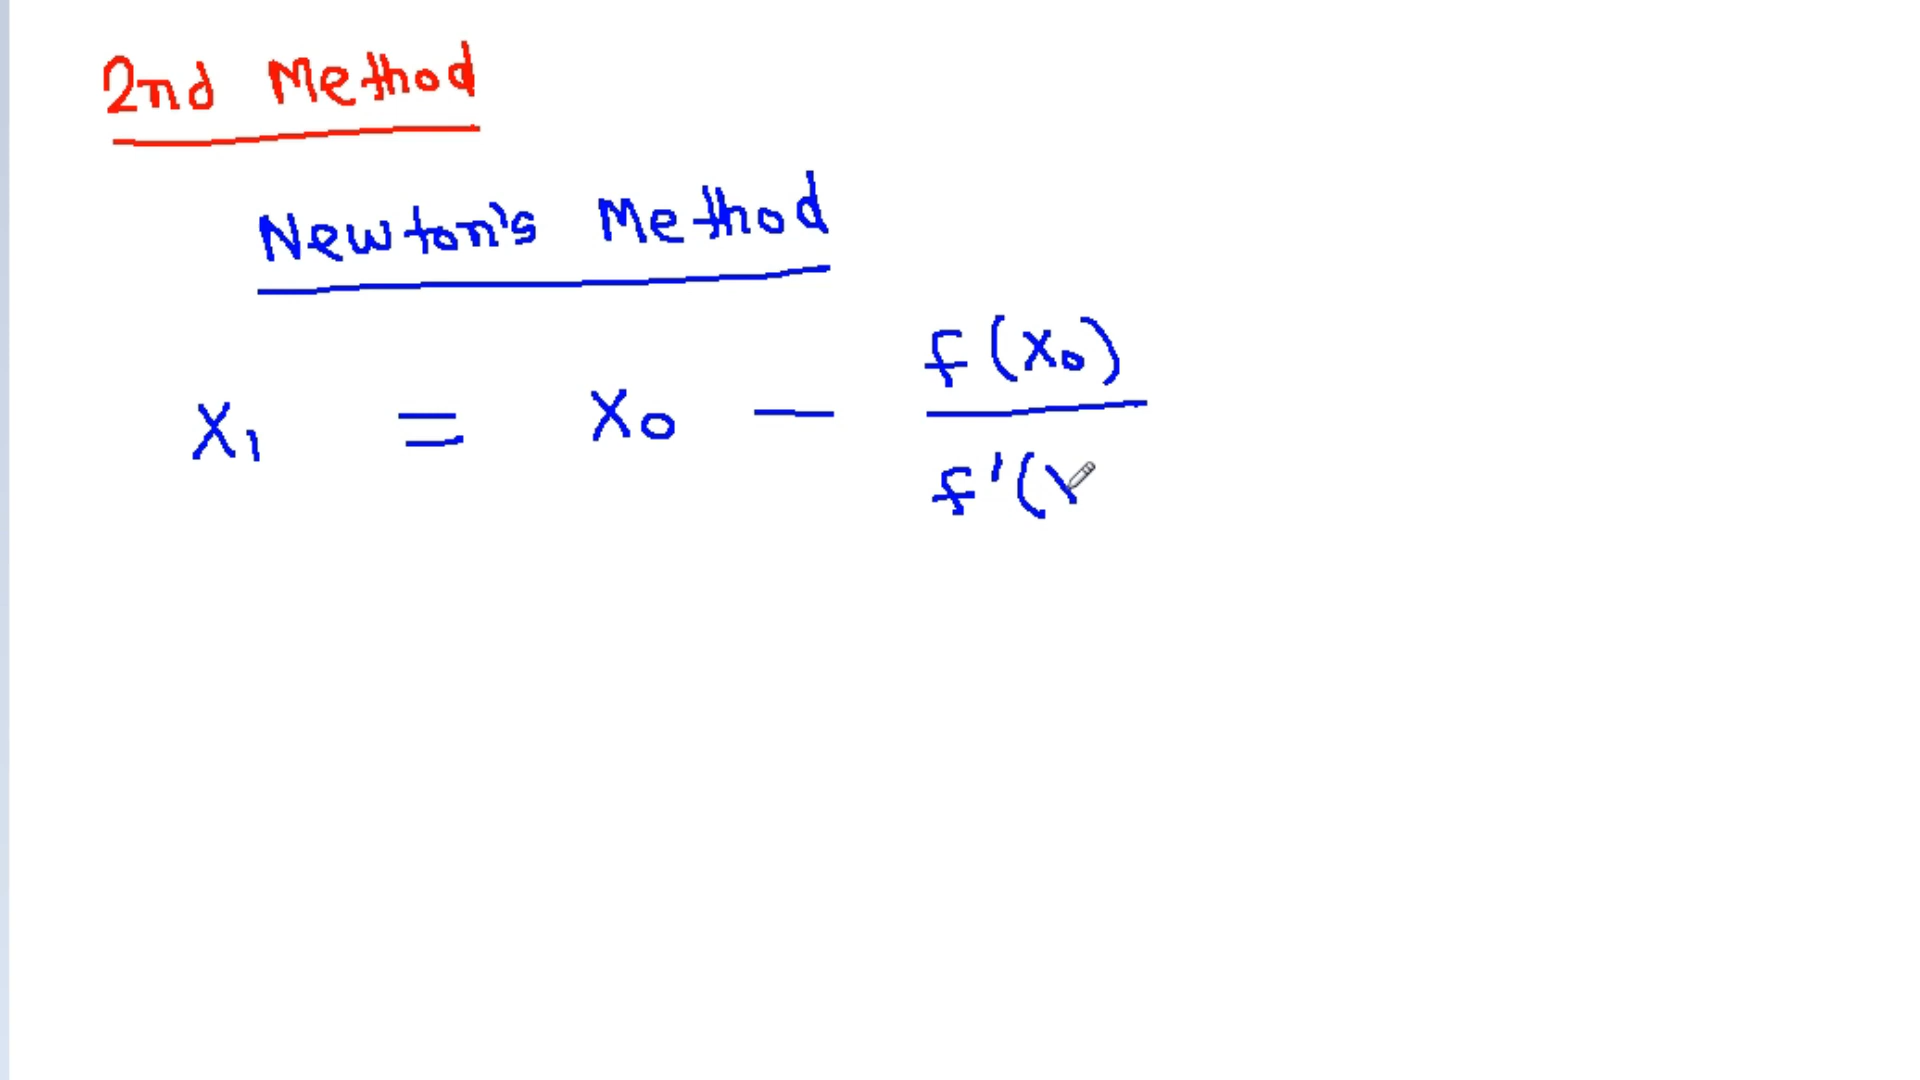 2nd Method
Newton's Method
x₁ = x₀ - f(x₀)
f'(x